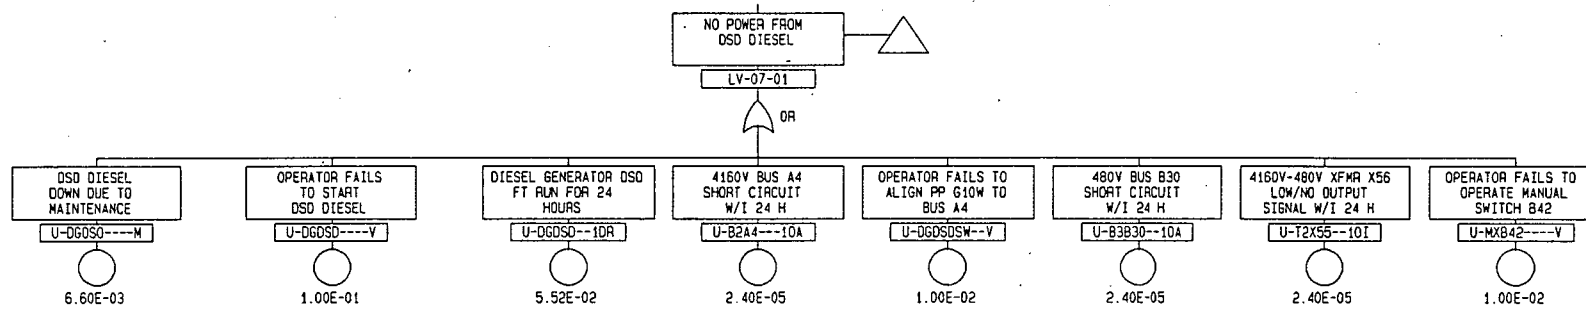 NO POWER FROM
DSD DIESEL
LV-07-01
OR
DSD DIESEL
DOWN DUE TO
MAINTENANCE
U-DGDSD----M
6.60E-03
OPERATOR FAILS
TO START
DSD DIESEL
U-DGDSD----V
1.00E-01
DIESEL GENERATOR DSD
FT RUN FOR 24
HOURS
U-DGDSD--1DR
5.52E-02
4160V BUS A4
SHORT CIRCUIT
W/I 24 H
U-B2A4---10A
2.40E-05
OPERATOR FAILS TO
ALIGN PP G10W TO
BUS A4
U-DGDSDSW--V
1.00E-02
480V BUS B30
SHORT CIRCUIT
W/I 24 H
U-B3B30--10A
2.40E-05
4160V-480V XFMR X56
LOW/NO OUTPUT
SIGNAL W/I 24 H
U-T2X55--10I
2.40E-05
OPERATOR FAILS TO
OPERATE MANUAL
SWITCH B42
U-MXB42----V
1.00E-02